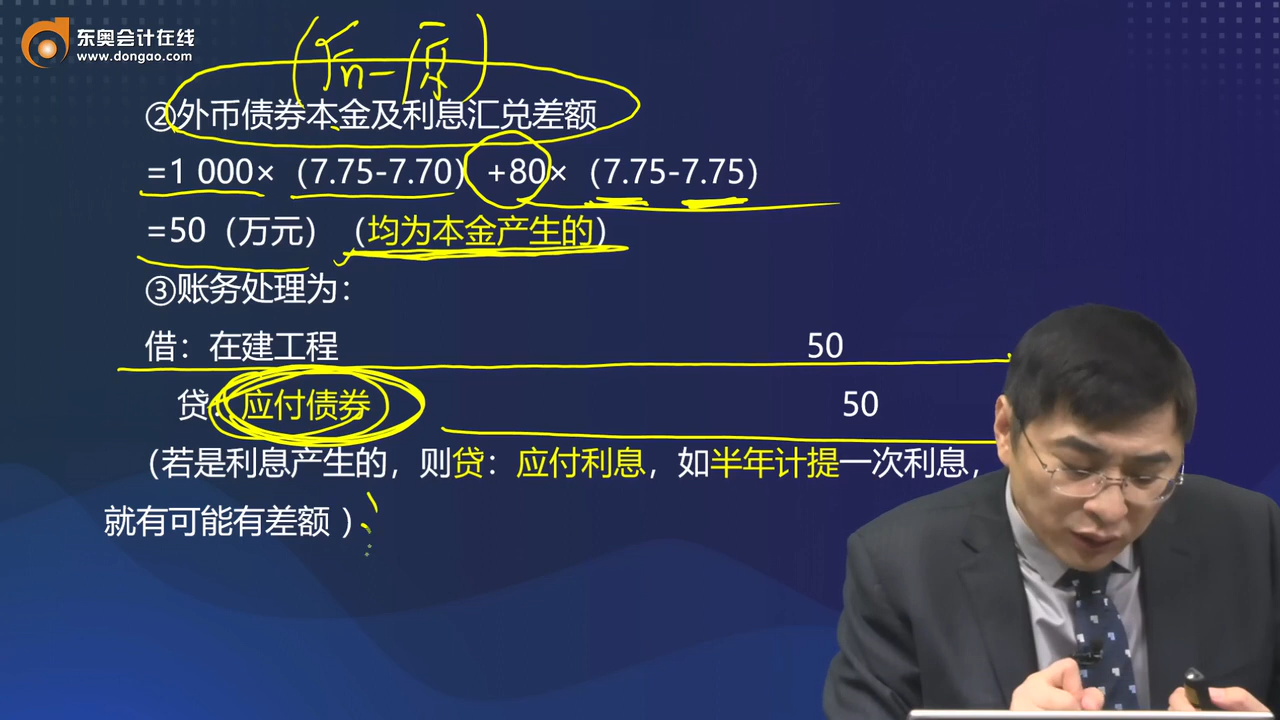 东奥会计在线
www.dongao.com
(新-原)
②外币债券本金及利息汇兑差额
=1 000×（7.75-7.70）+80×（7.75-7.75）
=50（万元）（均为本金产生的）
③账务处理为：
借：在建工程 50
贷：应付债券 50
（若是利息产生的，则贷：应付利息，如半年计提一次利息，
就有可能有差额 ）